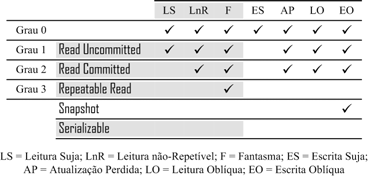 LS LnR F ES AP LO EO
Grau 0 ✓ ✓ ✓ ✓ ✓ ✓ ✓
Grau 1 Read Uncommitted ✓ ✓ ✓ ✓ ✓ ✓
Grau 2 Read Committed ✓ ✓ ✓ ✓ ✓
Grau 3 Repeatable Read ✓
Snapshot ✓
Serializable
LS = Leitura Suja; LnR = Leitura não-Repetível; F = Fantasma; ES = Escrita Suja;
AP = Atualização Perdida; LO = Leitura Oblíqua; EO = Escrita Oblíqua